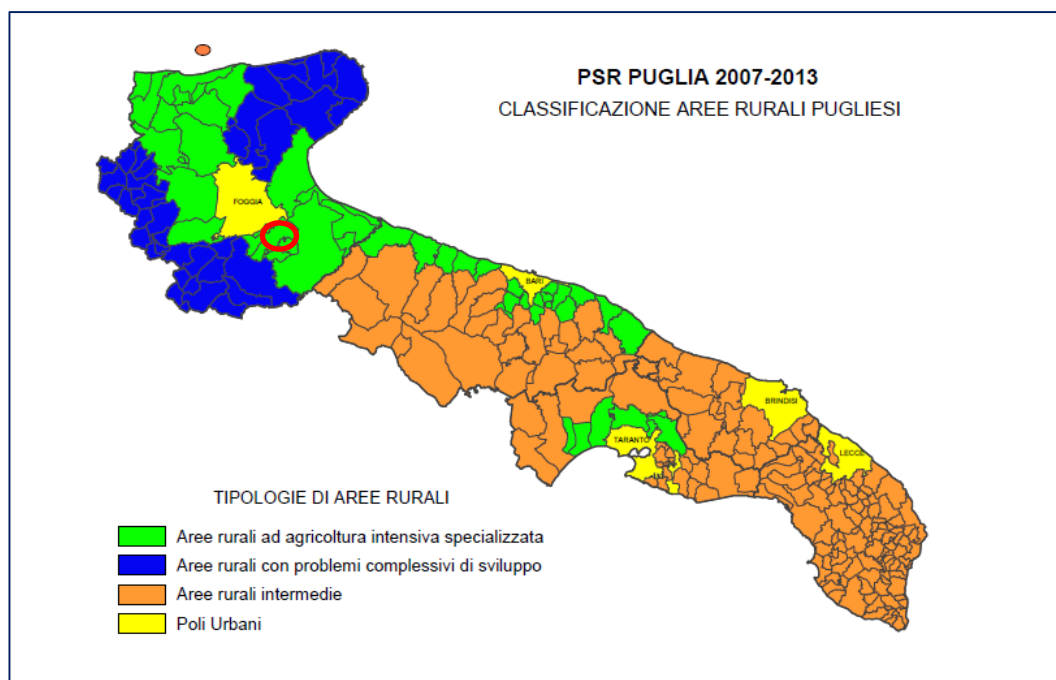 PSR PUGLIA 2007-2013
CLASSIFICAZIONE AREE RURALI PUGLIESI
FOGGIA
BARI
BRINDISI
TARANTO
LECCE
TIPOLOGIE DI AREE RURALI
Aree rurali ad agricoltura intensiva specializzata
Aree rurali con problemi complessivi di sviluppo
Aree rurali intermedie
Poli Urbani